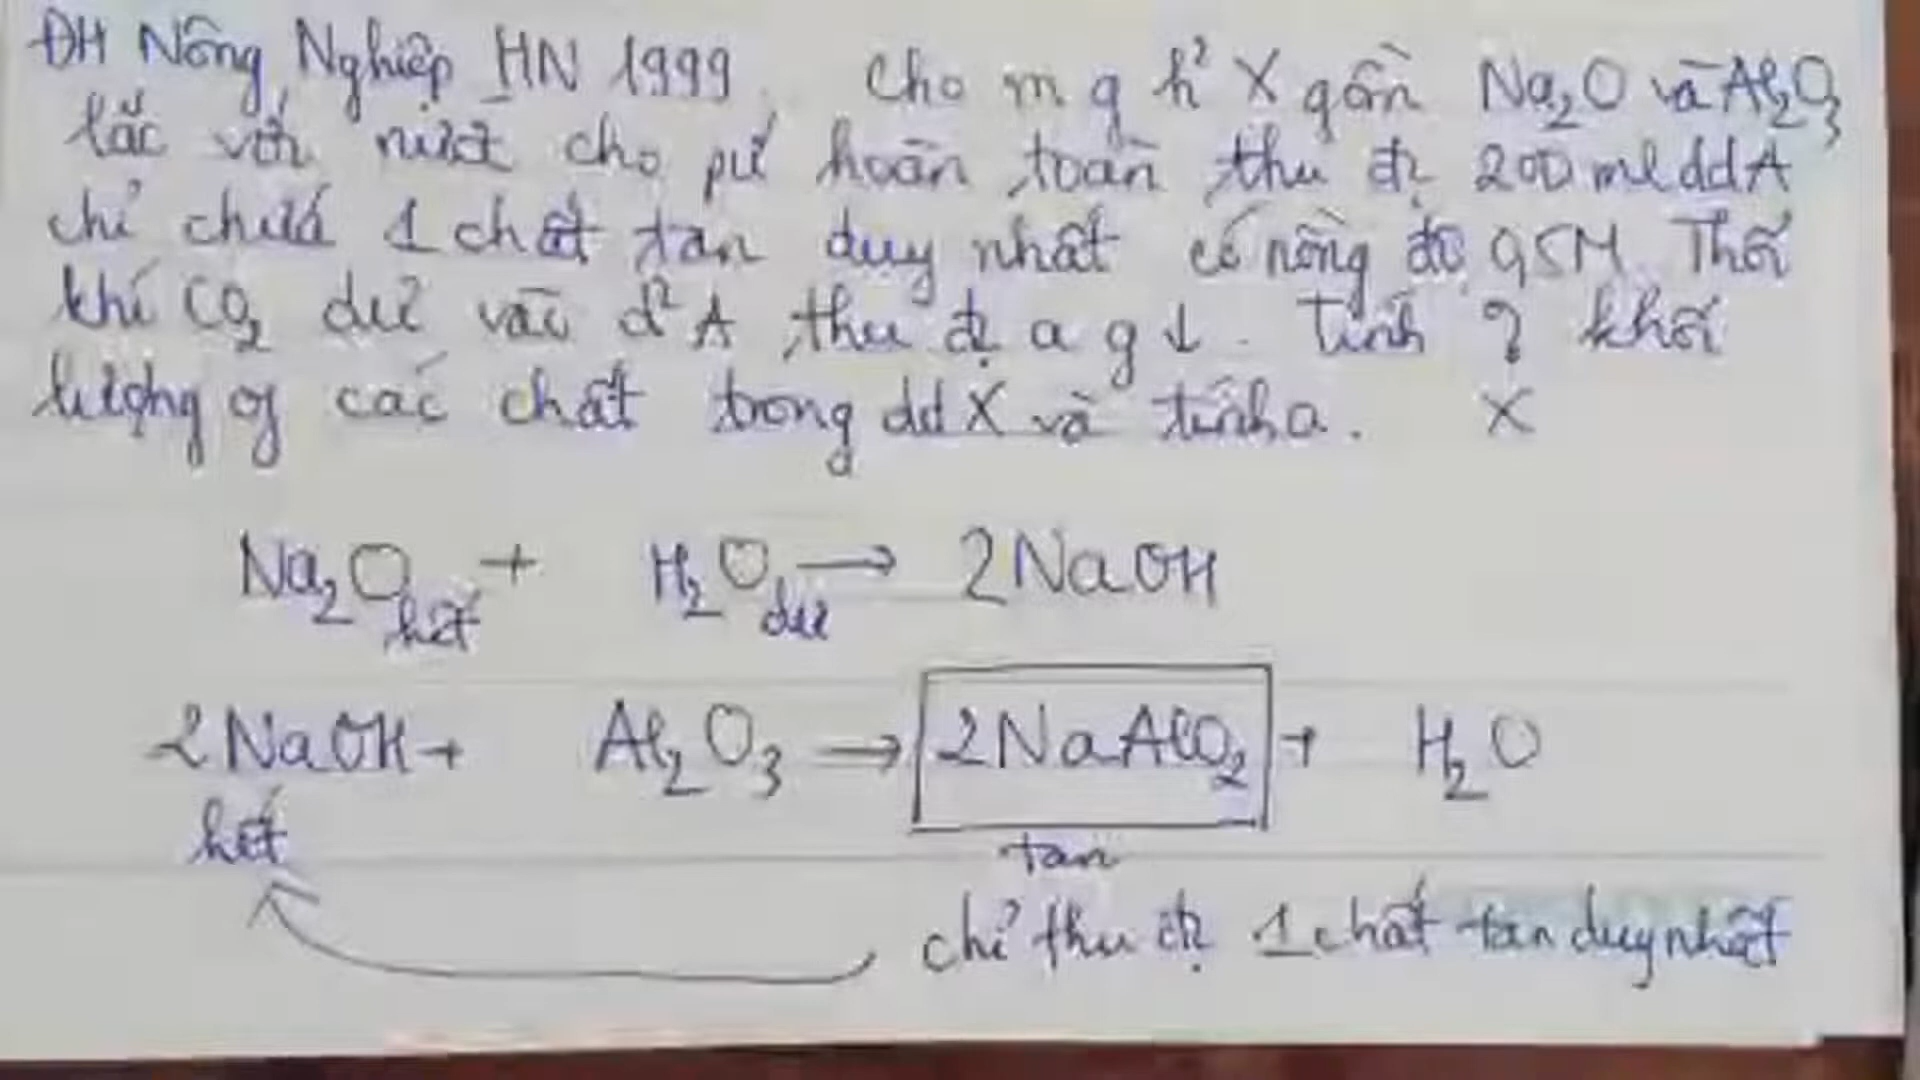 ĐH Nông Nghiệp HN 1999. Cho m g h² X gồm Na₂O và Al₂O₃
lắc với nước cho pứ hoàn toàn thu đc 200 ml ddA
chỉ chứa 1 chất tan duy nhất có nồng độ 0,5M. Thổi
khí CO₂ dư vào d² A thu đc a g ↓. Tính ? khối
lượng of các chất trong dd X và tính a. X
Na₂O hết + H₂O dư → 2NaOH
2NaOH + Al₂O₃ → 2NaAlO₂ + H₂O
hết tan
chỉ thu đc 1 chất tan duy nhất